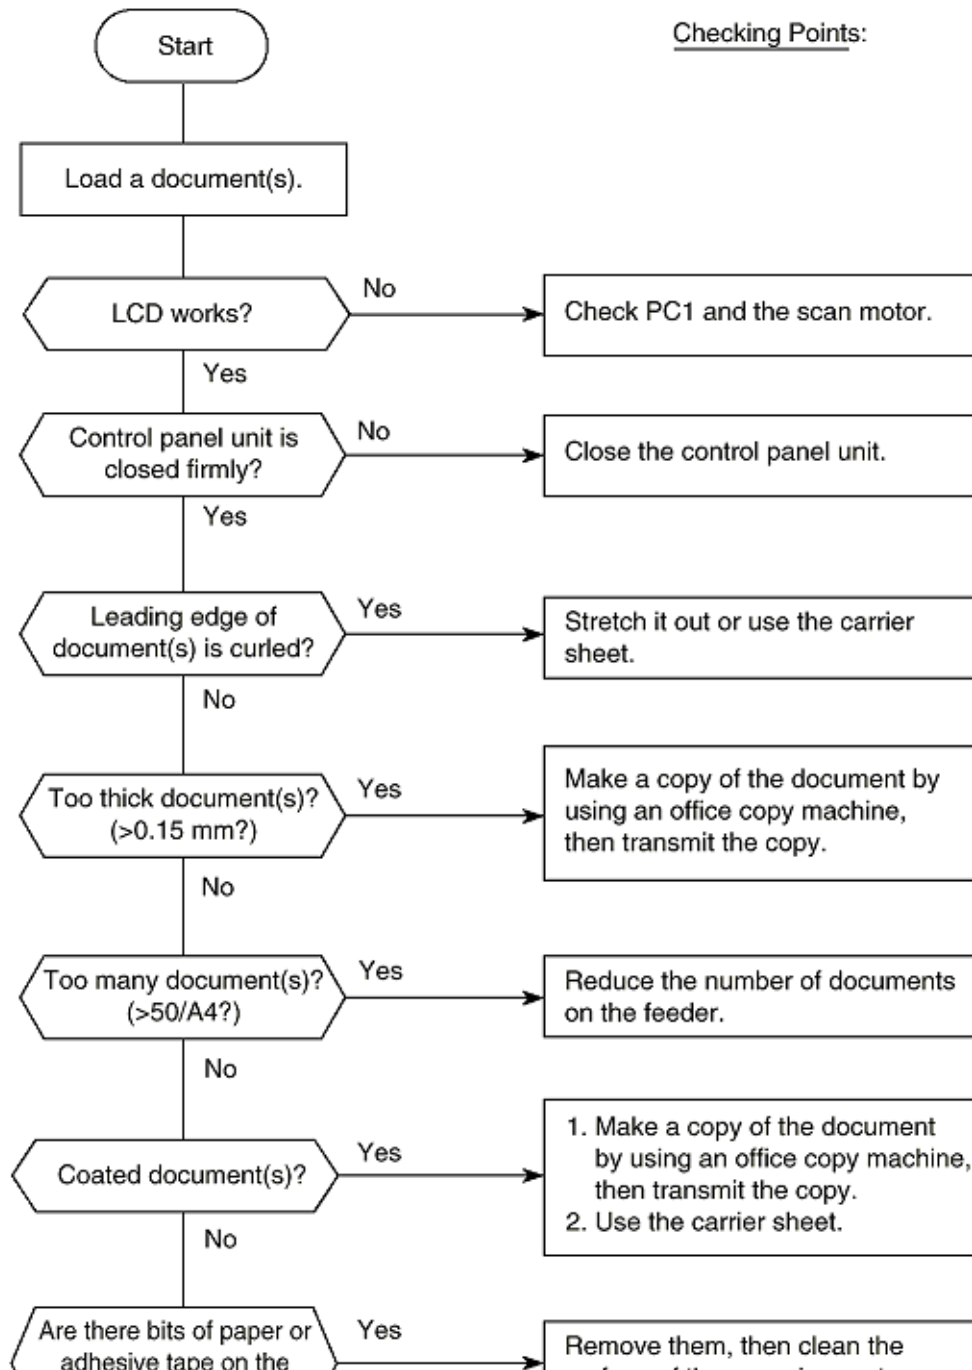 Start
Checking Points:
Load a document(s).
LCD works?
No
Check PC1 and the scan motor.
Yes
Control panel unit is
closed firmly?
No
Close the control panel unit.
Yes
Leading edge of
document(s) is curled?
Yes
Stretch it out or use the carrier
sheet.
No
Too thick document(s)?
(>0.15 mm?)
Yes
Make a copy of the document by
using an office copy machine,
then transmit the copy.
No
Too many document(s)?
(>50/A4?)
Yes
Reduce the number of documents
on the feeder.
No
Coated document(s)?
Yes
1. Make a copy of the document
by using an office copy machine,
then transmit the copy.
2. Use the carrier sheet.
No
Are there bits of paper or
adhesive tape on the
Yes
Remove them, then clean the